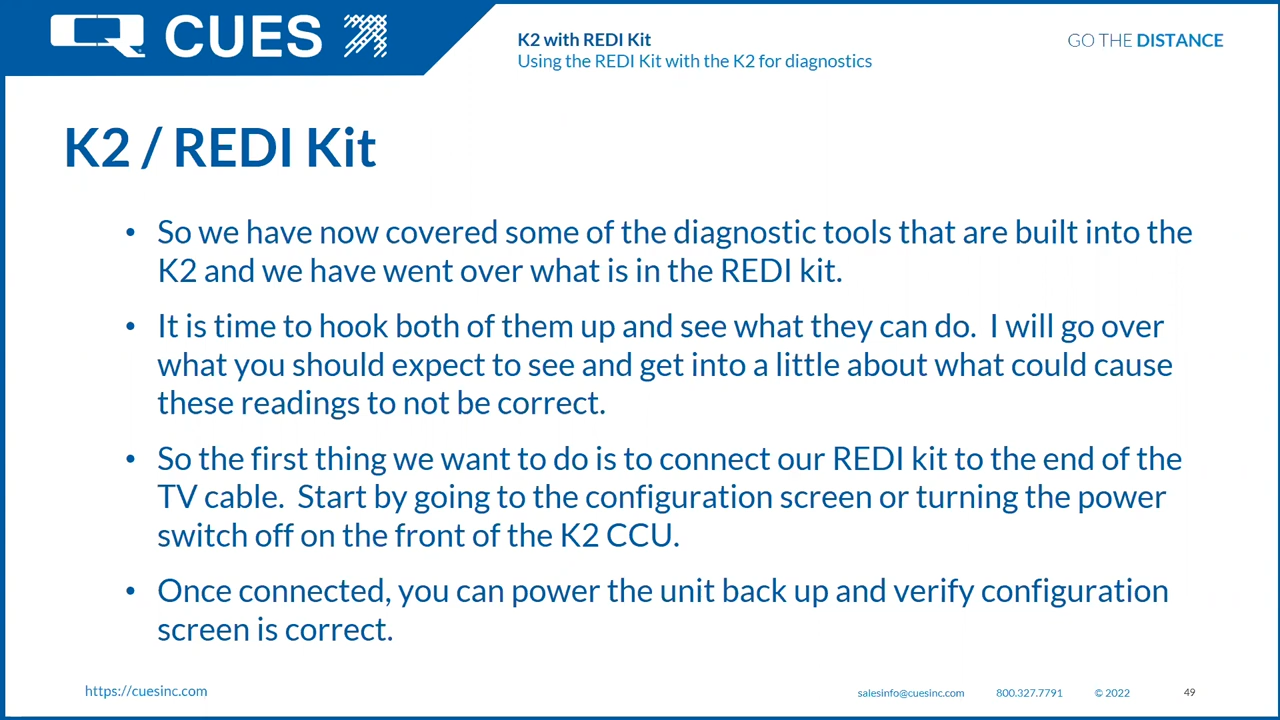 CUES
K2 with REDI Kit
Using the REDI Kit with the K2 for diagnostics
GO THE DISTANCE
K2 / REDI Kit
• So we have now covered some of the diagnostic tools that are built into the
K2 and we have went over what is in the REDI kit.
• It is time to hook both of them up and see what they can do. I will go over
what you should expect to see and get into a little about what could cause
these readings to not be correct.
• So the first thing we want to do is to connect our REDI kit to the end of the
TV cable. Start by going to the configuration screen or turning the power
switch off on the front of the K2 CCU.
• Once connected, you can power the unit back up and verify configuration
screen is correct.
https://cuesinc.com
salesinfo@cuesinc.com
800.327.7791
© 2022
49